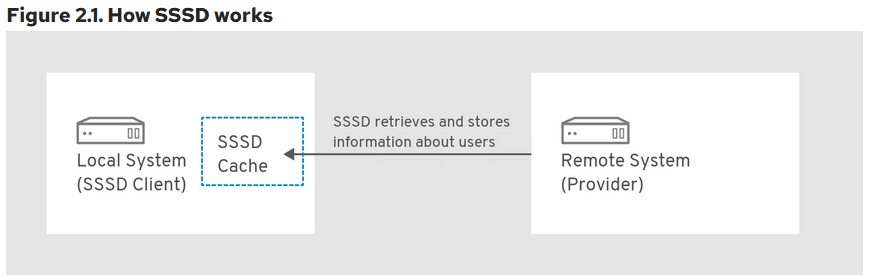 Figure 2.1. How SSSD works
SSSD retrieves and stores
information about users
SSSD
Cache
Local System
(SSSD Client)
Remote System
(Provider)